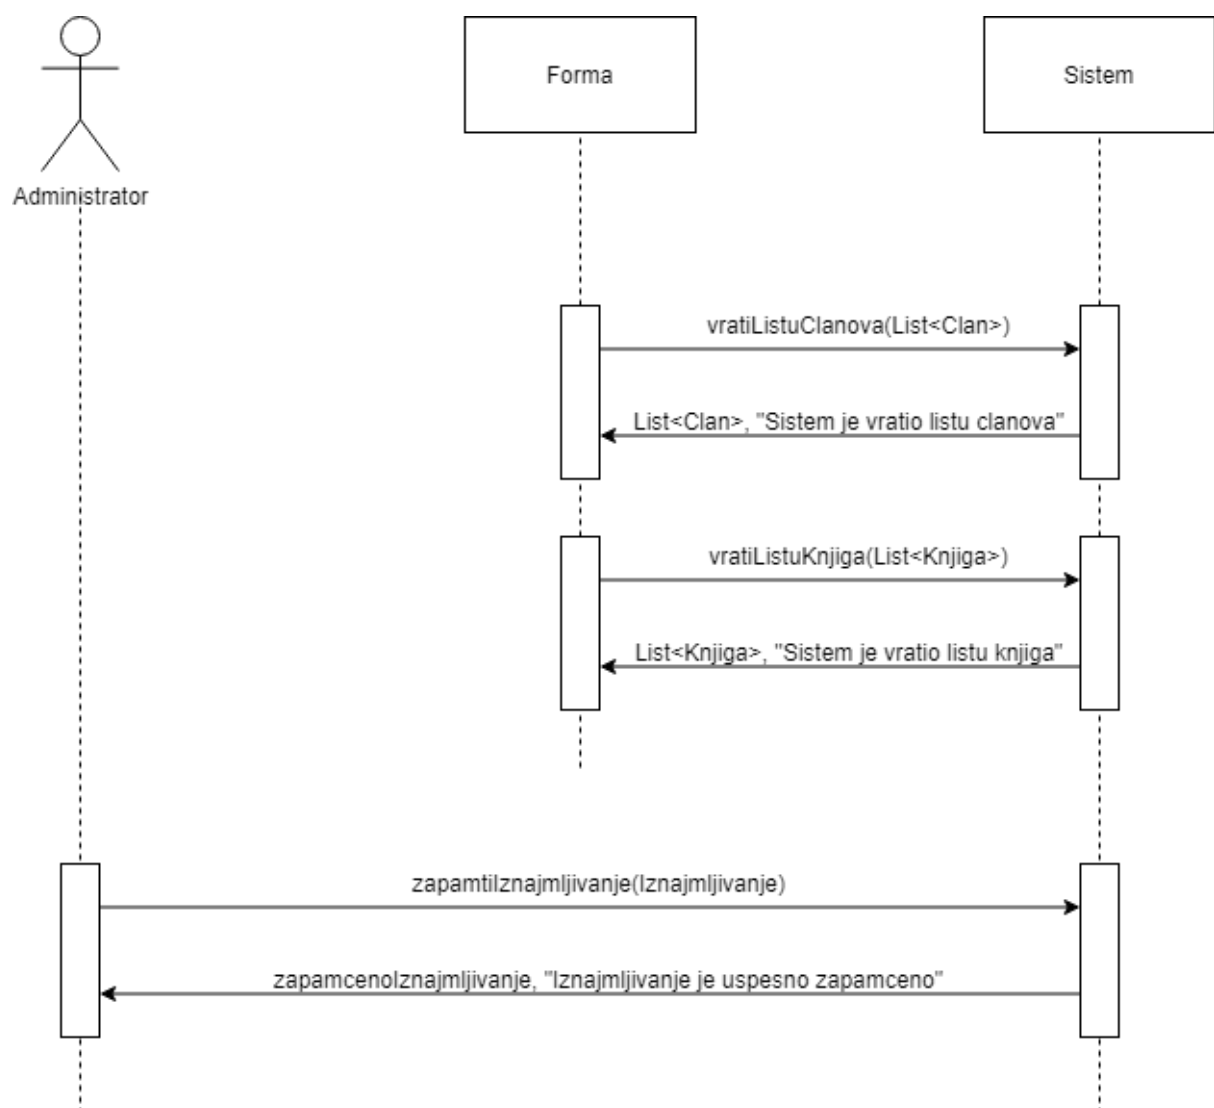 Forma
Sistem
Administrator
vratiListuClanova(List<Clan>)
List<Clan>, "Sistem je vratio listu clanova"
vratiListuKnjiga(List<Knjiga>)
List<Knjiga>, "Sistem je vratio listu knjiga"
zapamtiIznajmljivanje(Iznajmljivanje)
zapamcenoIznajmljivanje, "Iznajmljivanje je uspesno zapamceno"